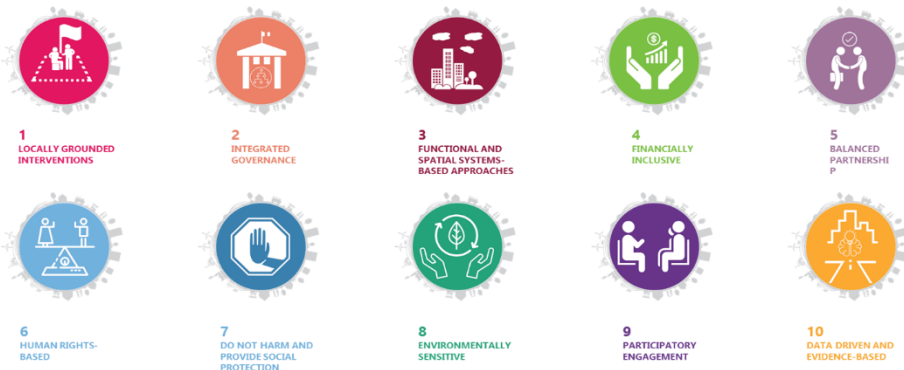 1
LOCALLY GROUNDED
INTERVENTIONS
2
INTEGRATED
GOVERNANCE
3
FUNCTIONAL AND
SPATIAL SYSTEMS-
BASED APPROACHES
4
FINANCIALLY
INCLUSIVE
5
BALANCED
PARTNERSHI
P
6
HUMAN RIGHTS-
BASED
7
DO NOT HARM AND
PROVIDE SOCIAL
PROTECTION
8
ENVIRONMENTALLY
SENSITIVE
9
PARTICIPATORY
ENGAGEMENT
10
DATA DRIVEN AND
EVIDENCE-BASED